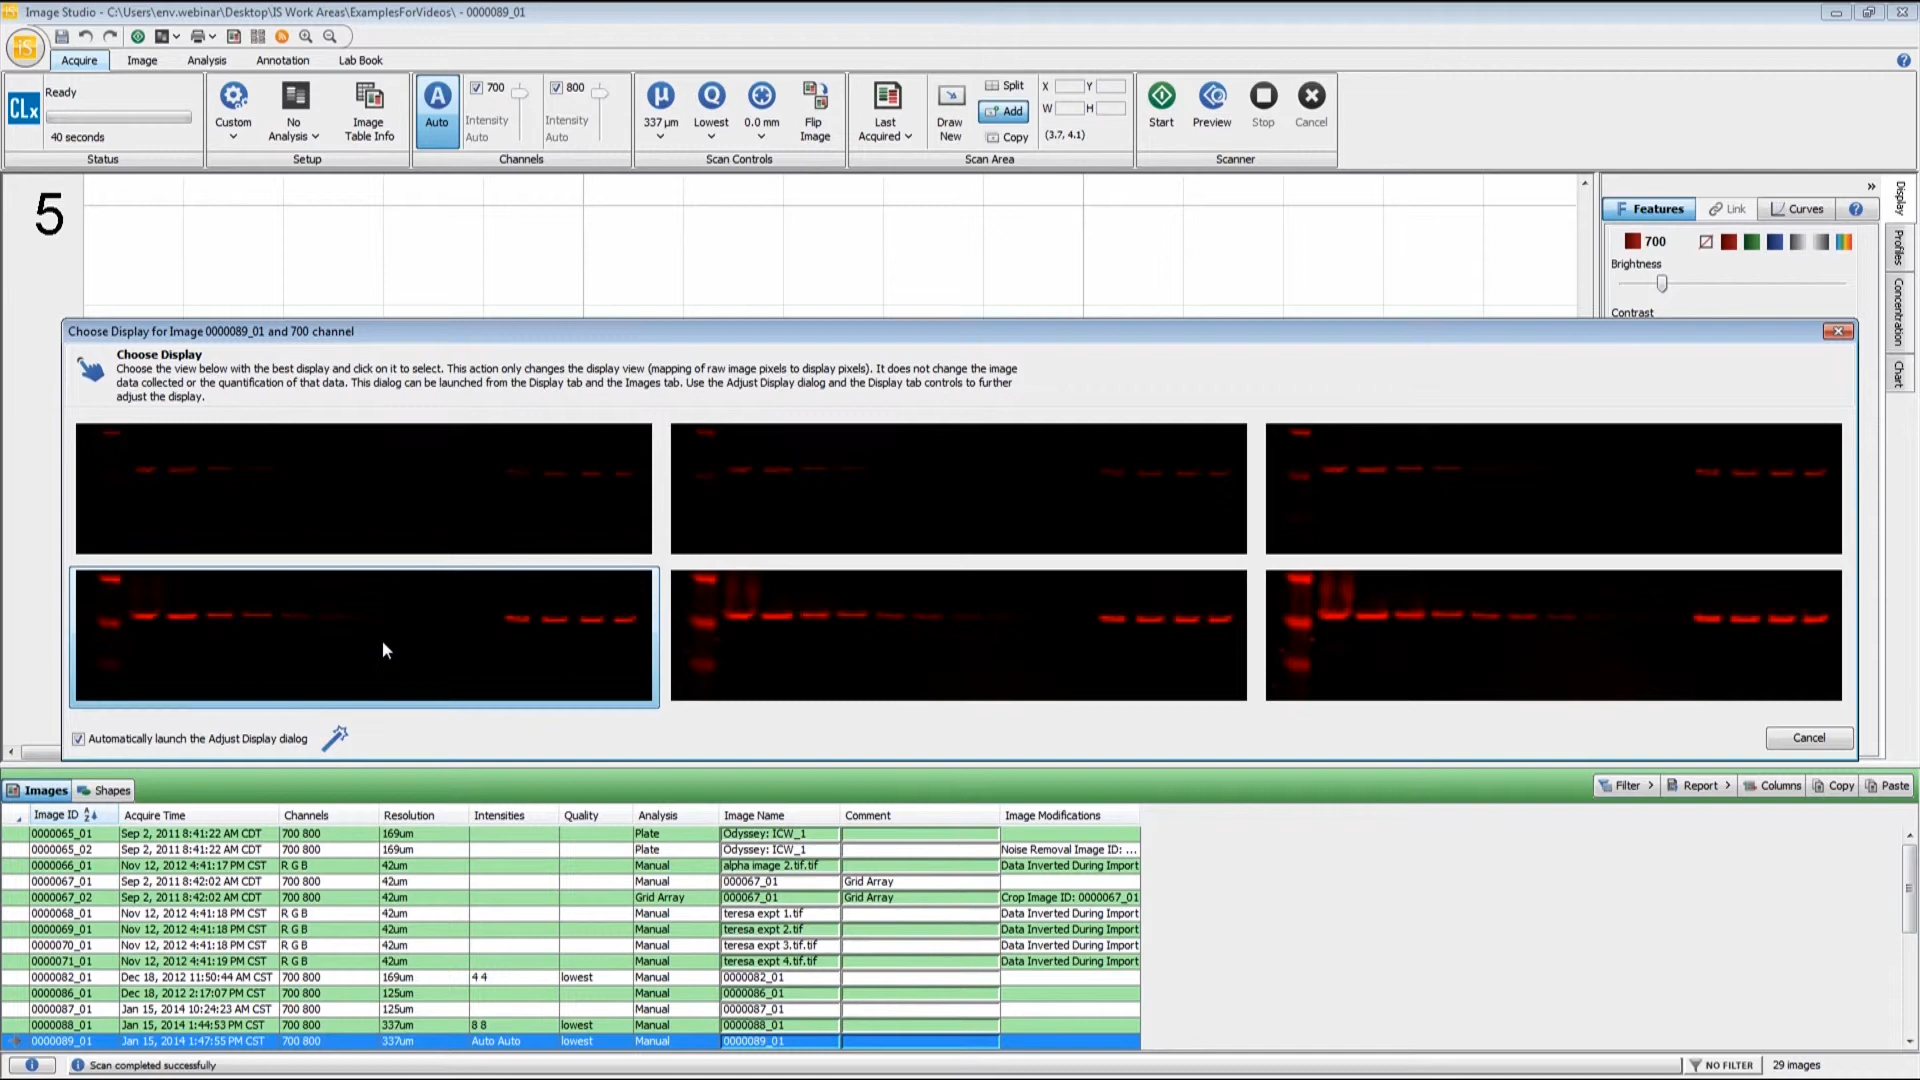 Image Studio - C:\Users\env.webinar\Desktop\IS Work Areas\ExamplesForVideos\ - 0000089_01
Acquire Image Analysis Annotation Lab Book
CLx Ready
40 seconds
Status
Custom No Analysis Image Table Info
Setup
Auto 700 Intensity Auto 800 Intensity Auto
Channels
337 µm Lowest 0.0 mm Flip Image
Scan Controls
Last Acquired Draw New Split Add Copy X Y W H (3.7, 4.1)
Scan Area
Start Preview Stop Cancel
Scanner
5
Features Link Curves
700
Brightness
Contrast
Display
Profiles
Concentration
Chart
Choose Display for Image 0000089_01 and 700 channel
Choose Display
Choose the view below with the best display and click on it to select. This action only changes the display view (mapping of raw image pixels to display pixels). It does not change the image
data collected or the quantification of that data. This dialog can be launched from the Display tab and the Images tab. Use the Adjust Display dialog and the Display tab controls to further
adjust the display.
Automatically launch the Adjust Display dialog
Cancel
Images Shapes Filter Report Columns Copy Paste
Image ID Acquire Time Channels Resolution Intensities Quality Analysis Image Name Comment Image Modifications
0000065_01 Sep 2, 2011 8:41:22 AM CDT 700 800 169um Plate Odyssey: ICW_1
0000065_02 Sep 2, 2011 8:41:22 AM CDT 700 800 169um Plate Odyssey: ICW_1 Noise Removal Image ID: ...
0000066_01 Nov 12, 2012 4:41:17 PM CST R G B 42um Manual alpha image 2.tif.tif Data Inverted During Import
0000067_01 Sep 2, 2011 8:42:02 AM CDT 700 800 42um Manual 000067_01 Grid Array
0000067_02 Sep 2, 2011 8:42:02 AM CDT 700 800 42um Grid Array 000067_01 Grid Array Crop Image ID: 0000067_01
0000068_01 Nov 12, 2012 4:41:18 PM CST R G B 42um Manual teresa expt 1.tif Data Inverted During Import
0000069_01 Nov 12, 2012 4:41:18 PM CST R G B 42um Manual teresa expt 2.tif Data Inverted During Import
0000070_01 Nov 12, 2012 4:41:18 PM CST R G B 42um Manual teresa expt 3.tif.tif Data Inverted During Import
0000071_01 Nov 12, 2012 4:41:19 PM CST R G B 42um Manual teresa expt 4.tif.tif Data Inverted During Import
0000082_01 Dec 18, 2012 11:50:44 AM CST 700 800 169um 4 4 lowest Manual 0000082_01
0000086_01 Dec 18, 2012 2:17:07 PM CST 700 800 125um Manual 0000086_01
0000087_01 Jan 15, 2014 10:24:23 AM CST 700 800 125um Manual 0000087_01
0000088_01 Jan 15, 2014 1:44:53 PM CST 700 800 337um 8 8 lowest Manual 0000088_01
0000089_01 Jan 15, 2014 1:47:55 PM CST 700 800 337um Auto Auto lowest Manual 0000089_01
Scan completed successfully NO FILTER 29 images